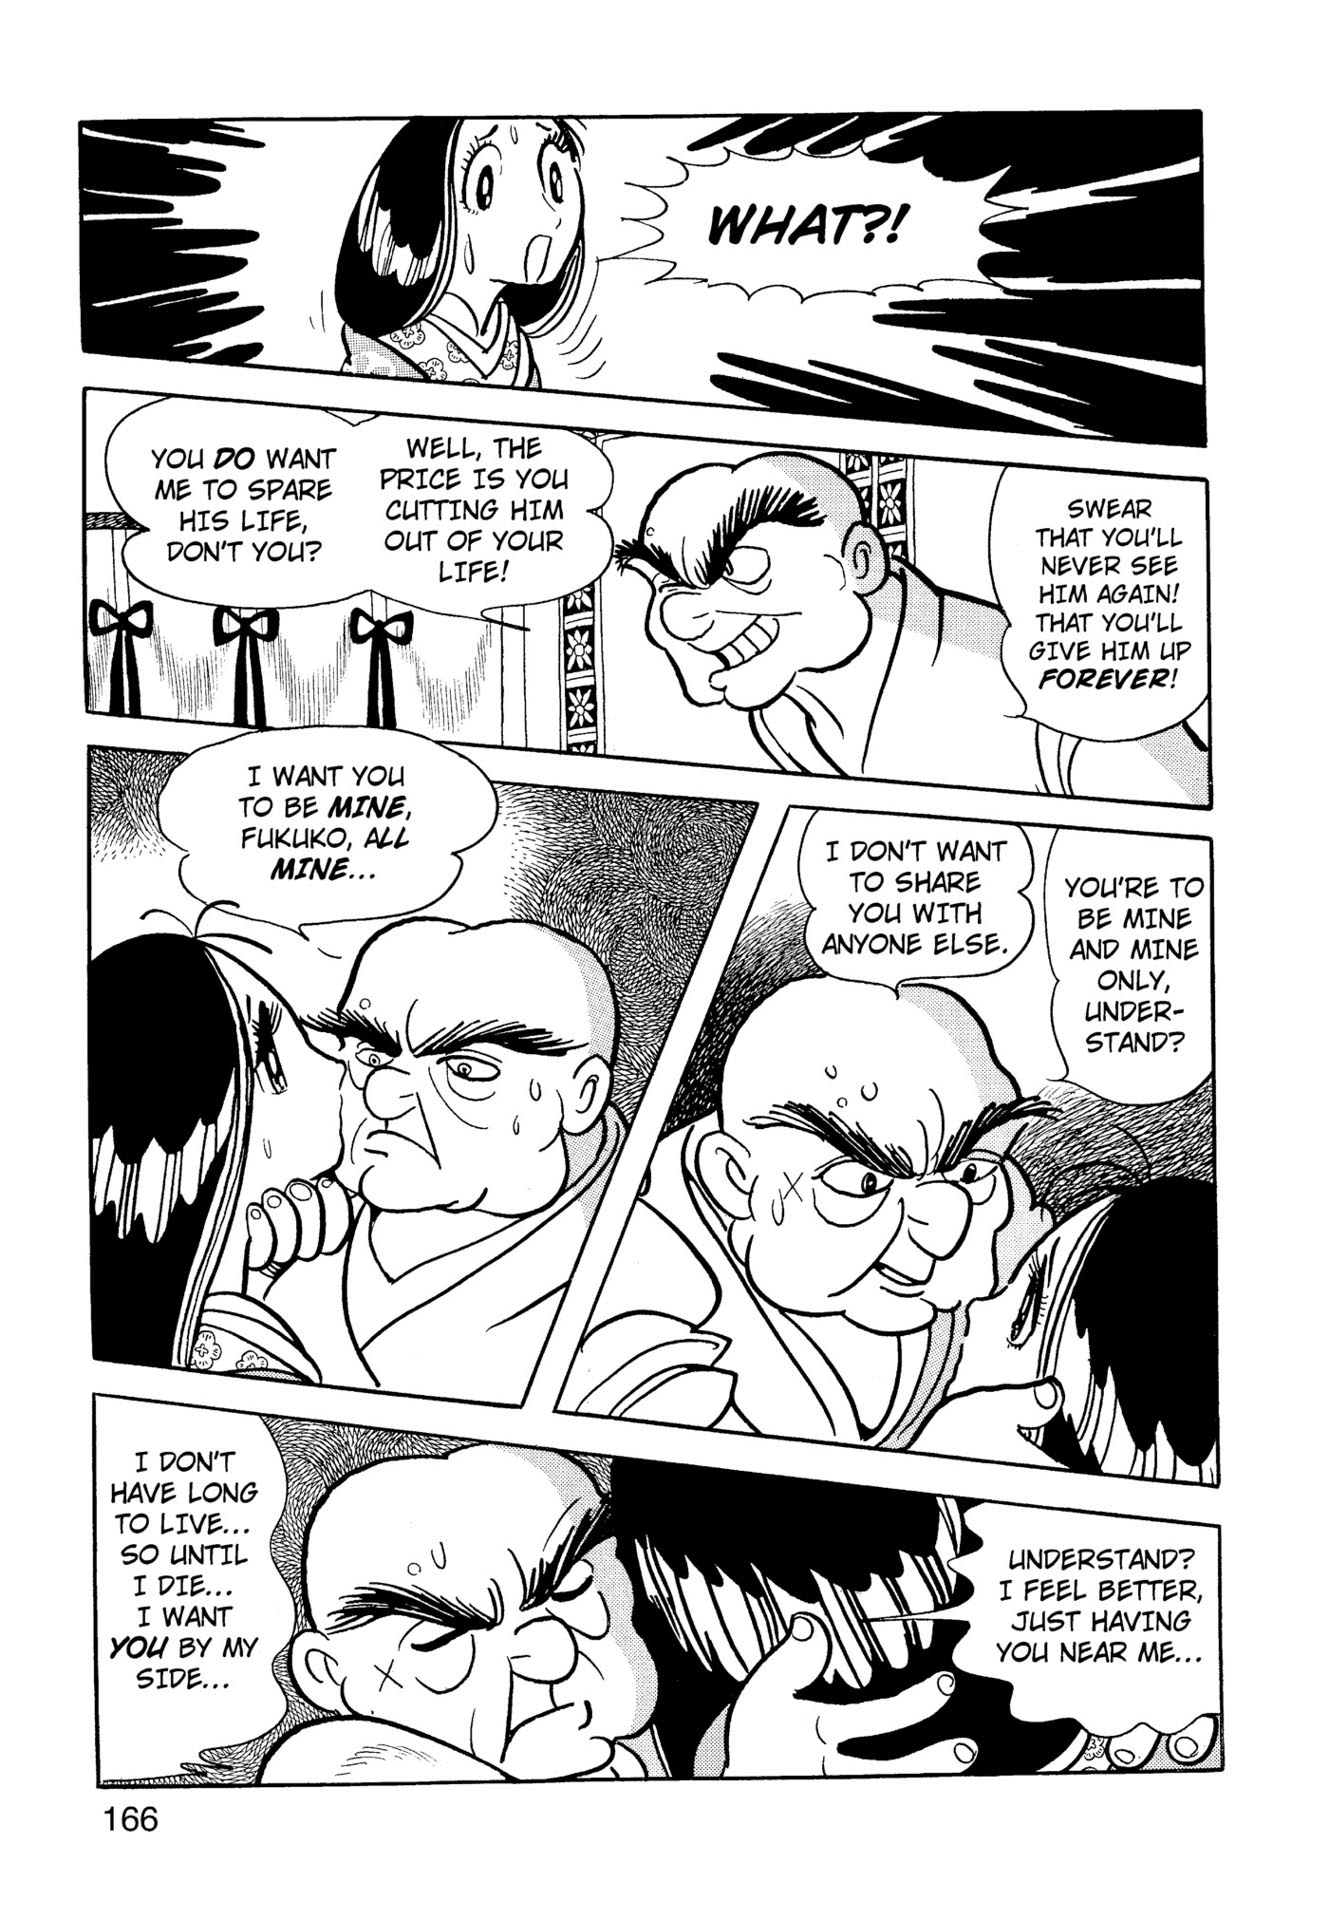 WHAT?!
YOU DO WANT
ME TO SPARE
HIS LIFE,
DON'T YOU?
WELL, THE
PRICE IS YOU
CUTTING HIM
OUT OF YOUR
LIFE!
SWEAR
THAT YOU'LL
NEVER SEE
HIM AGAIN!
THAT YOU'LL
GIVE HIM UP
FOREVER!
I WANT YOU
TO BE MINE,
FUKUKO, ALL
MINE...
I DON'T WANT
TO SHARE
YOU WITH
ANYONE ELSE.
YOU'RE TO
BE MINE
AND MINE
ONLY,
UNDER-
STAND?
I DON'T
HAVE LONG
TO LIVE...
SO UNTIL
I DIE...
I WANT
YOU BY MY
SIDE...
UNDERSTAND?
I FEEL BETTER,
JUST HAVING
YOU NEAR ME...
166